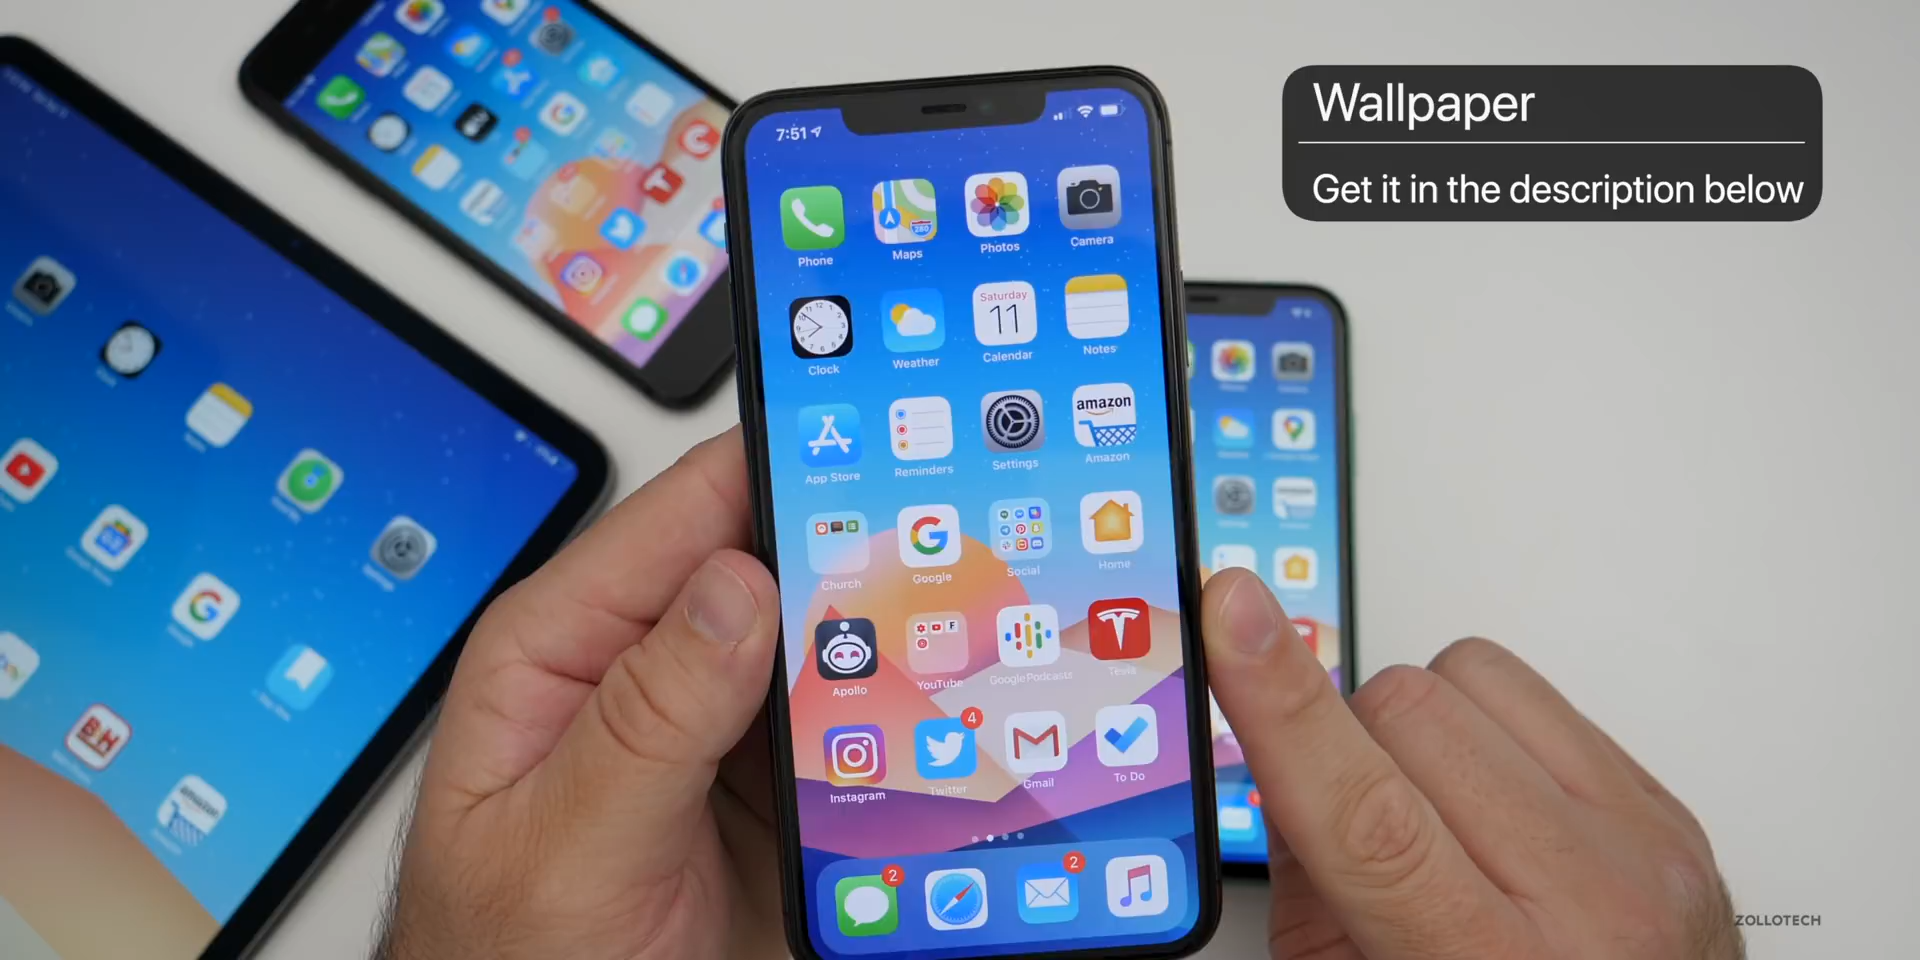 Wallpaper
Get it in the description below
7:51
Phone
Maps
280
Photos
Camera
Clock
Weather
Saturday
11
Calendar
Notes
App Store
Reminders
Settings
amazon
Amazon
Church
Google
Social
Home
Apollo
YouTube
Google Podcasts
Tesla
Instagram
4
Twitter
Gmail
To Do
2
2
B&H
amazon
ZOLLOTECH